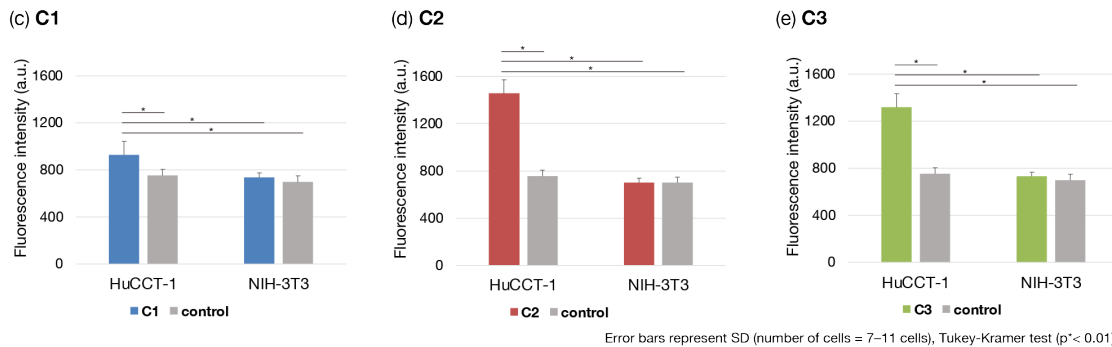 (c) C1
Fluorescence intensity (a.u.)
1600
1200
800
400
0
*
*
*
HuCCT-1
NIH-3T3
C1 control
(d) C2
Fluorescence intensity (a.u.)
1600
1200
800
400
0
*
*
*
HuCCT-1
NIH-3T3
C2 control
(e) C3
Fluorescence intensity (a.u.)
1600
1200
800
400
0
*
*
*
HuCCT-1
NIH-3T3
C3 control
Error bars represent SD (number of cells = 7–11 cells), Tukey-Kramer test (p*< 0.01)